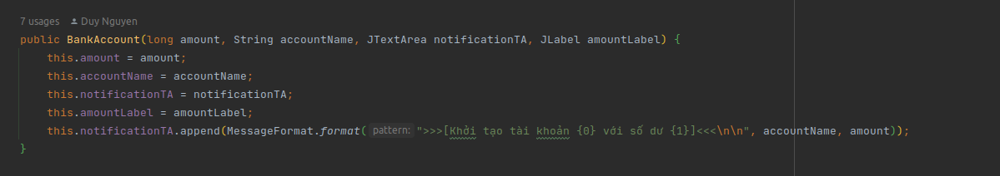 7 usages Duy Nguyen
public BankAccount(long amount, String accountName, JTextArea notificationTA, JLabel amountLabel) {
this.amount = amount;
this.accountName = accountName;
this.notificationTA = notificationTA;
this.amountLabel = amountLabel;
this.notificationTA.append(MessageFormat.format( pattern: ">>>[Khởi tạo tài khoản {0} với số dư {1}]<<<\n\n", accountName, amount));
}